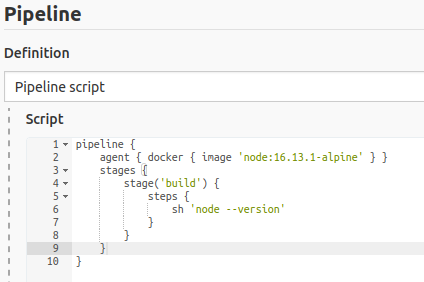 Pipeline
Definition
Pipeline script
Script
1 pipeline {
2     agent { docker { image 'node:16.13.1-alpine' } }
3     stages {
4         stage('build') {
5             steps {
6                 sh 'node --version'
7             }
8         }
9     }
10 }